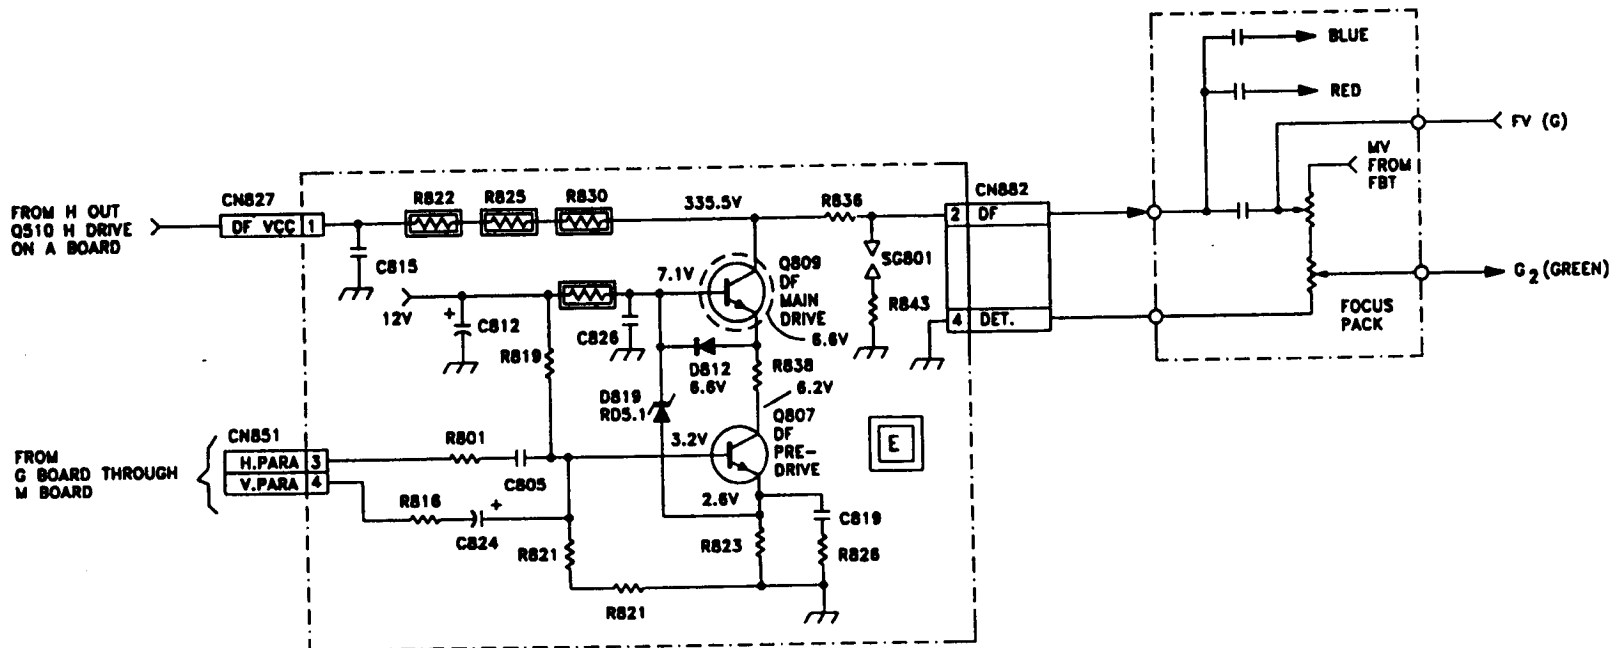 BLUE
RED
FV (G)
MV
FROM
FBT
G2 (GREEN)
FOCUS
PACK
FROM H OUT
Q510 H DRIVE
ON A BOARD
CN827
DF VCC 1
C815
R822
R825
R830
335.5V
R836
CN882
2 DF
4 DET.
SG801
R843
12V
C812
R819
C826
7.1V
Q809
DF
MAIN
DRIVE
6.6V
D812
6.6V
R838
6.2V
D819
RD5.1
Q807
DF
PRE-
DRIVE
3.2V
2.6V
E
FROM
G BOARD THROUGH
M BOARD
CN851
H.PARA 3
V.PARA 4
R801
C805
R816
+
C824
+
R821
R821
R823
C819
R826